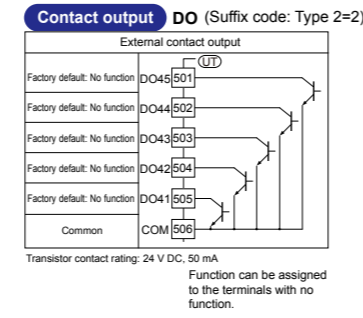 Contact output DO (Suffix code: Type 2=2)
External contact output
UT
Factory default: No function DO45 501
Factory default: No function DO44 502
Factory default: No function DO43 503
Factory default: No function DO42 504
Factory default: No function DO41 505
Common COM 506
Transistor contact rating: 24 V DC, 50 mA
Function can be assigned
to the terminals with no
function.